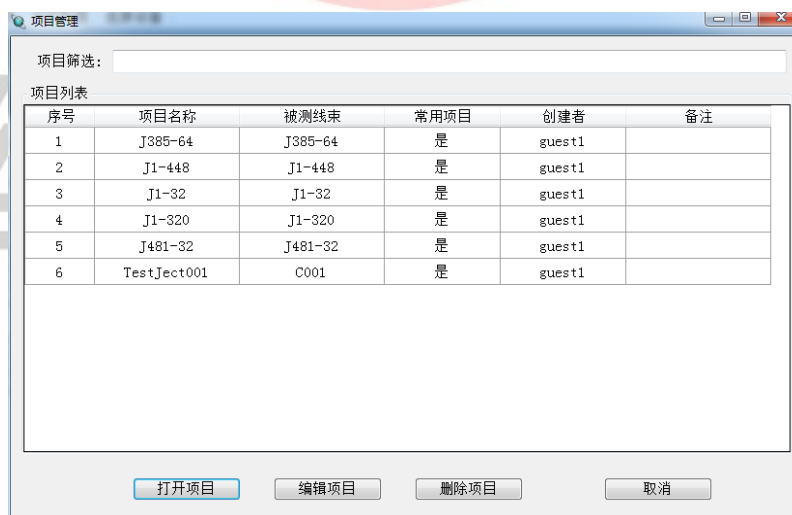 项目管理
项目筛选:
项目列表
序号 项目名称 被测线束 常用项目 创建者 备注
1 J385-64 J385-64 是 guest1
2 J1-448 J1-448 是 guest1
3 J1-32 J1-32 是 guest1
4 J1-320 J1-320 是 guest1
5 J481-32 J481-32 是 guest1
6 TestJect001 C001 是 guest1
打开项目 编辑项目 删除项目 取消